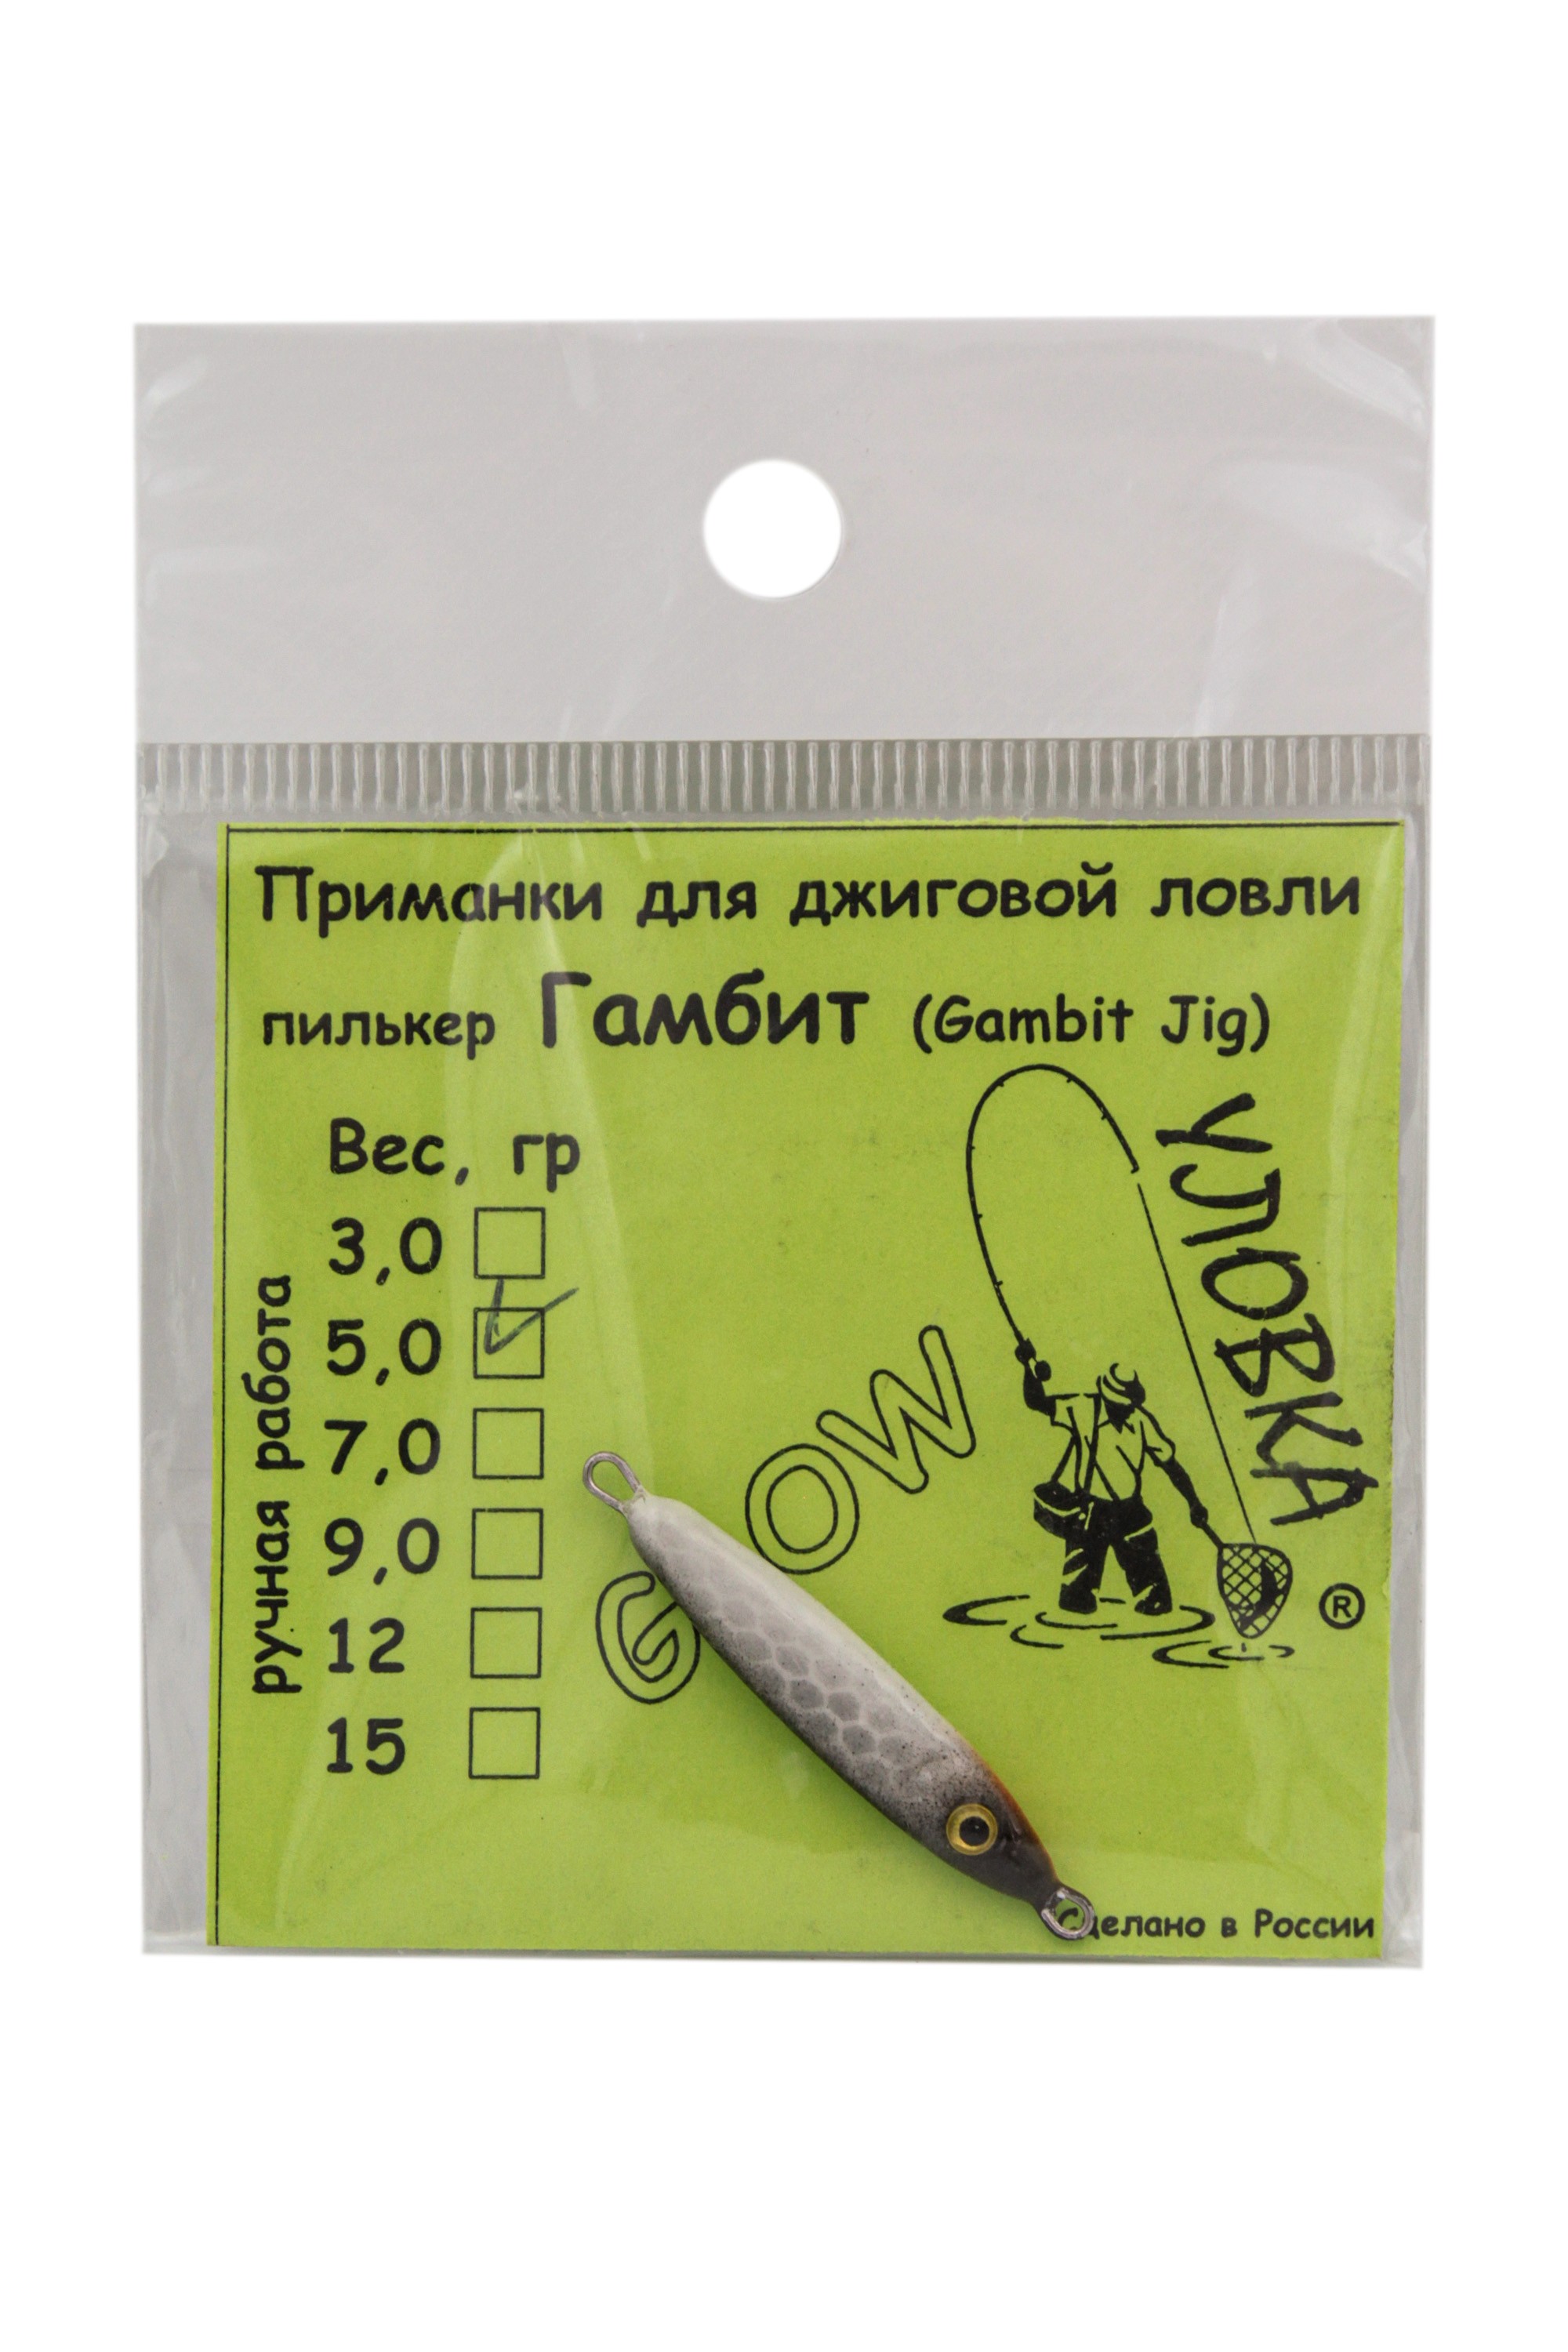 Приманки для джиговой ловли
пилькер Гамбит (Gambit Jig)
Вес, гр
3,0
5,0
7,0
9,0
12
15
ручная работа
GLOW
УЛОВКА
®
Сделано в России